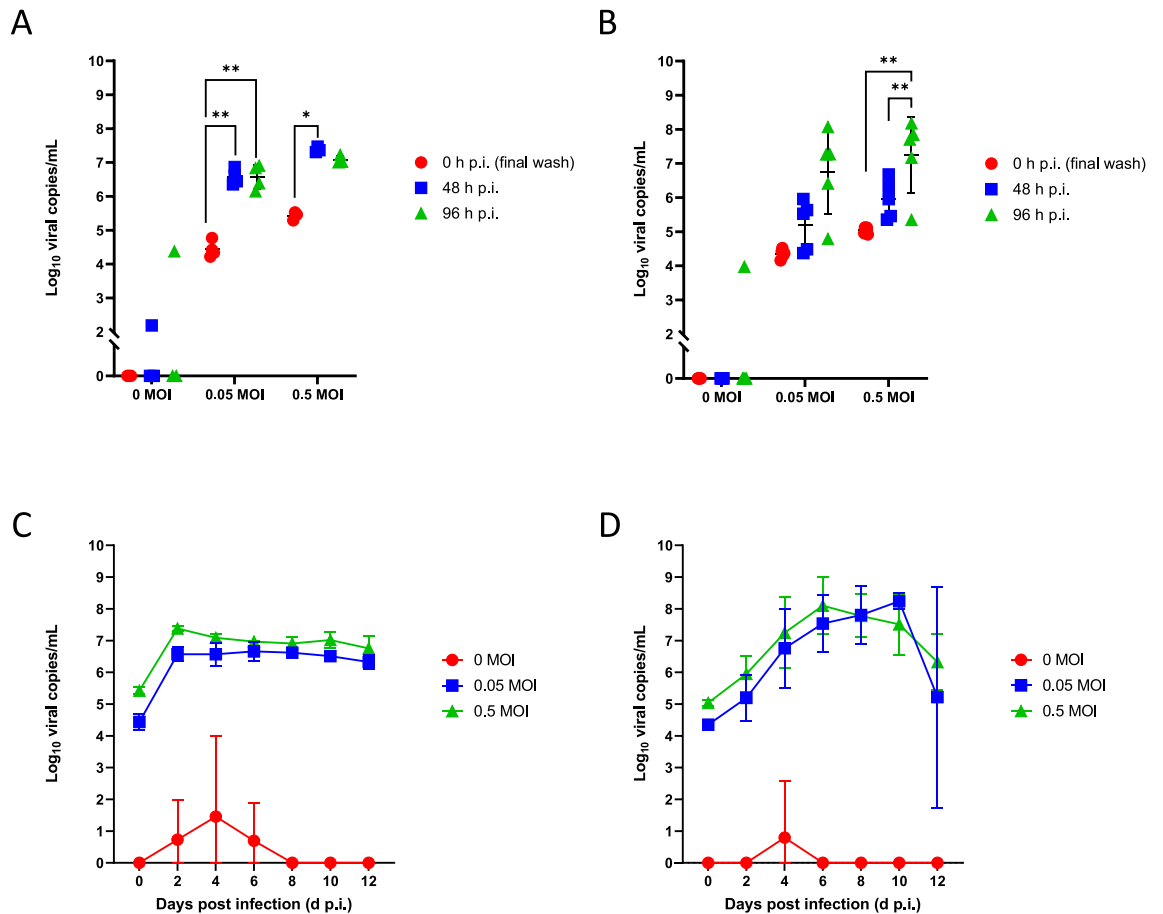 A
B
10
9
8
7
6
5
4
3
2
0
Log₁₀ viral copies/mL
**
**
*
0 MOI
0.05 MOI
0.5 MOI
0 h p.i. (final wash)
48 h p.i.
96 h p.i.
10
9
8
7
6
5
4
3
2
0
Log₁₀ viral copies/mL
**
**
0 MOI
0.05 MOI
0.5 MOI
0 h p.i. (final wash)
48 h p.i.
96 h p.i.
C
D
10
9
8
7
6
5
4
3
2
1
0
Log₁₀ viral copies/mL
0 2 4 6 8 10 12
Days post infection (d p.i.)
0 MOI
0.05 MOI
0.5 MOI
10
9
8
7
6
5
4
3
2
1
0
Log₁₀ viral copies/mL
0 2 4 6 8 10 12
Days post infection (d p.i.)
0 MOI
0.05 MOI
0.5 MOI